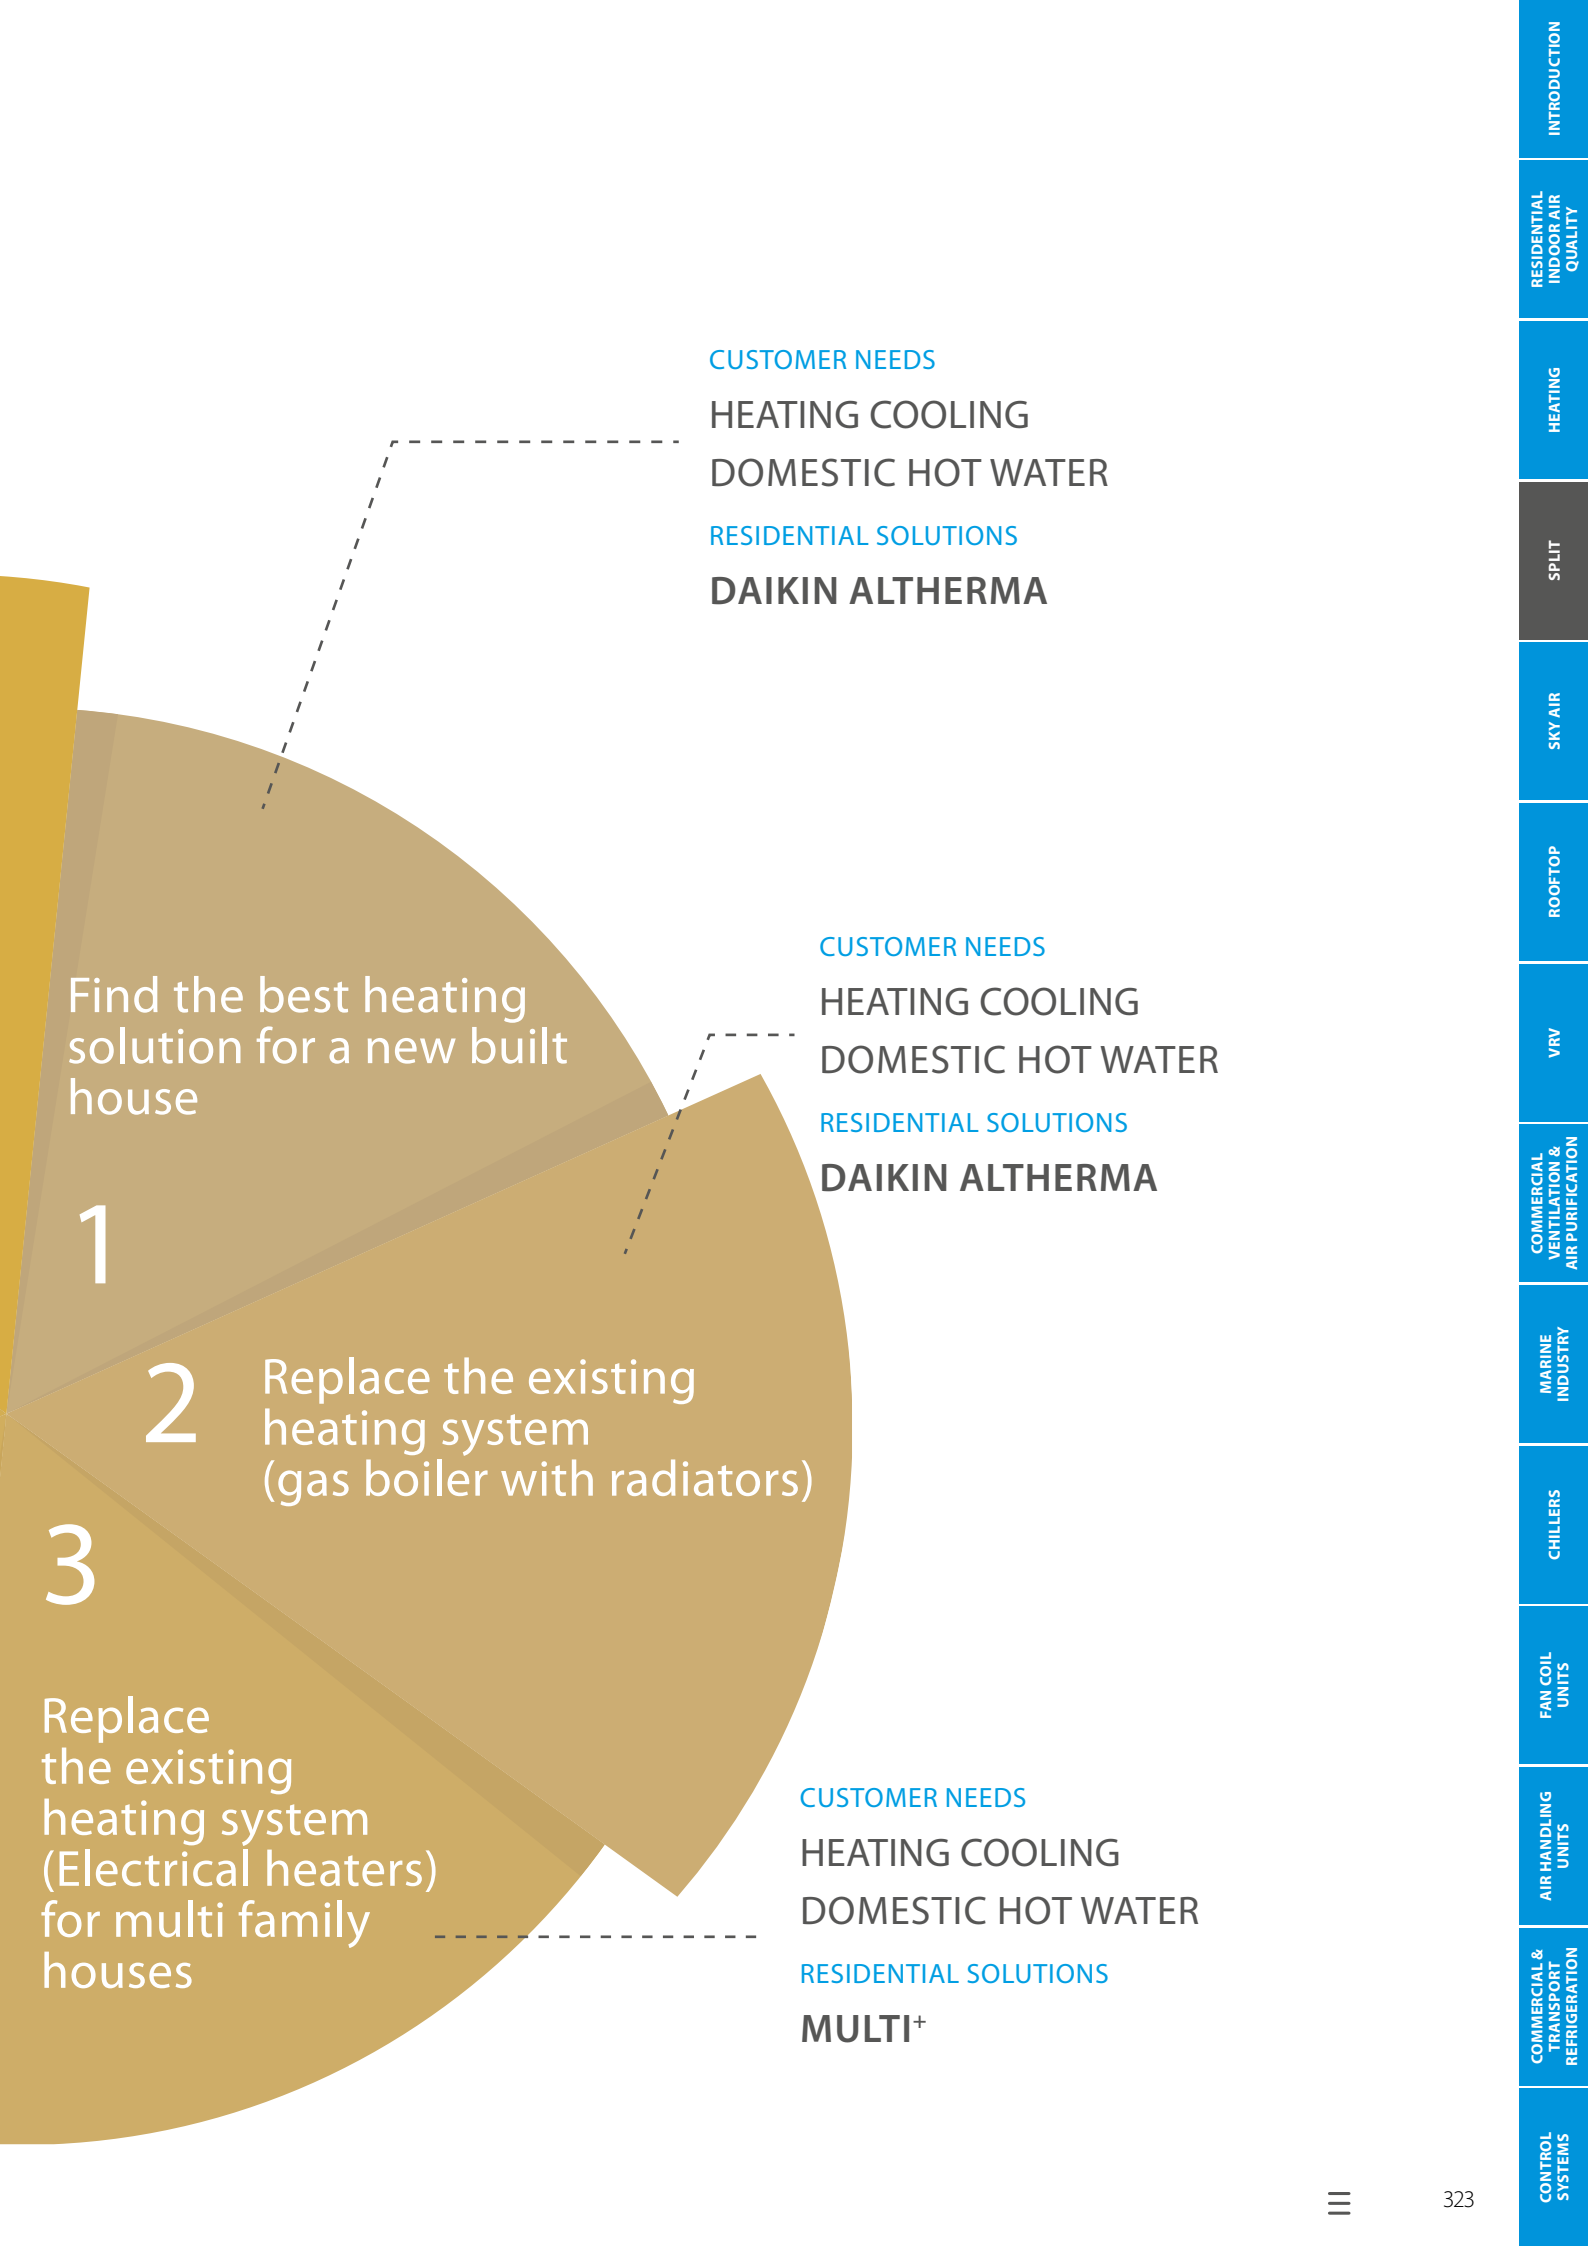 CUSTOMER NEEDS
HEATING COOLING
DOMESTIC HOT WATER
RESIDENTIAL SOLUTIONS
DAIKIN ALTHERMA
Find the best heating
solution for a new built
house
1
CUSTOMER NEEDS
HEATING COOLING
DOMESTIC HOT WATER
RESIDENTIAL SOLUTIONS
DAIKIN ALTHERMA
2
Replace the existing
heating system
(gas boiler with radiators)
3
Replace
the existing
heating system
(Electrical heaters)
for multi family
houses
CUSTOMER NEEDS
HEATING COOLING
DOMESTIC HOT WATER
RESIDENTIAL SOLUTIONS
MULTI⁺
323
INTRODUCTION
RESIDENTIAL
INDOOR AIR
QUALITY
HEATING
SPLIT
SKY AIR
ROOFTOP
VRV
COMMERCIAL
VENTILATION &
AIR PURIFICATION
MARINE
INDUSTRY
CHILLERS
FAN COIL
UNITS
AIR HANDLING
UNITS
COMMERCIAL &
TRANSPORT
REFRIGERATION
CONTROL
SYSTEMS